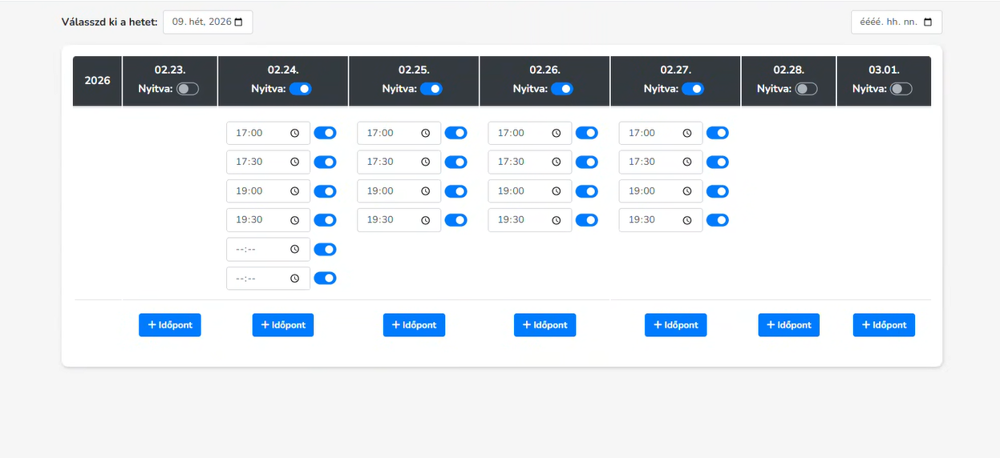 Válasszd ki a hetet: 09. hét, 2026 éééé. hh. nn.
2026 02.23. 02.24. 02.25. 02.26. 02.27. 02.28. 03.01.
Nyitva: Nyitva: Nyitva: Nyitva: Nyitva: Nyitva: Nyitva:
17:00 17:00 17:00 17:00
17:30 17:30 17:30 17:30
19:00 19:00 19:00 19:00
19:30 19:30 19:30 19:30
--:--
--:--
+ Időpont + Időpont + Időpont + Időpont + Időpont + Időpont + Időpont